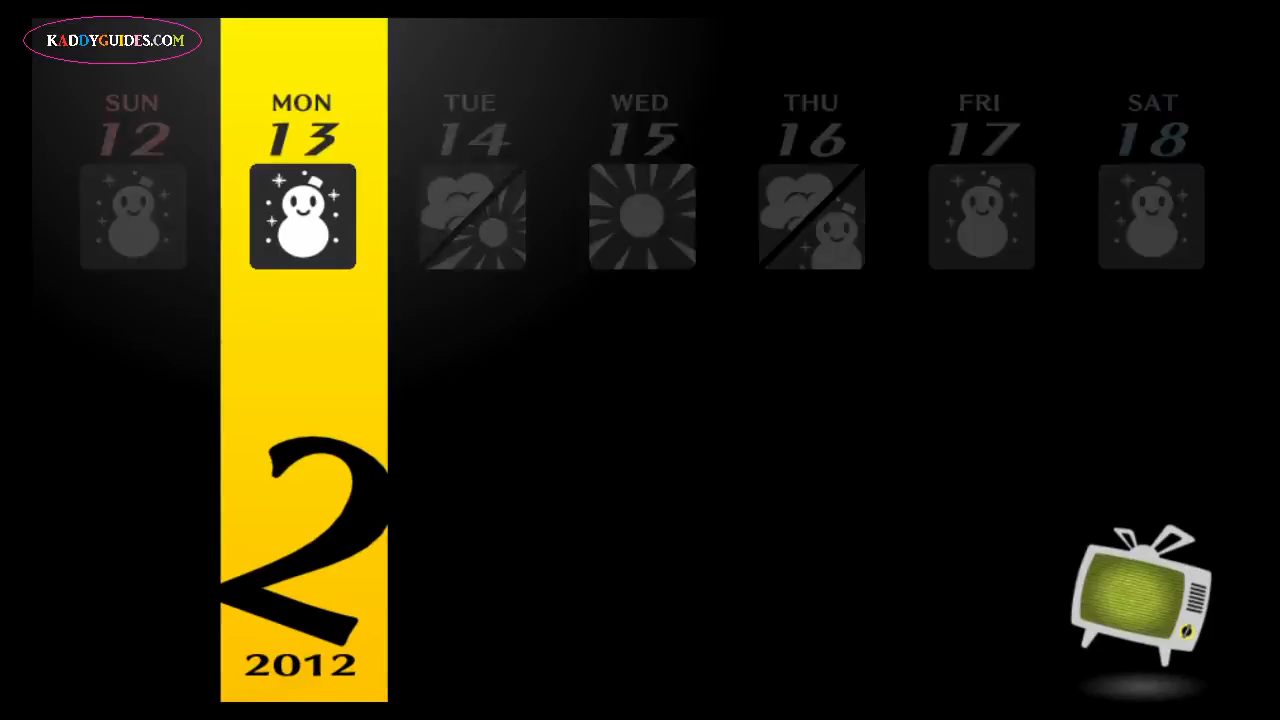 KADDYGUIDES.COM
SUN MON TUE WED THU FRI SAT
12 13 14 15 16 17 18
2
2012